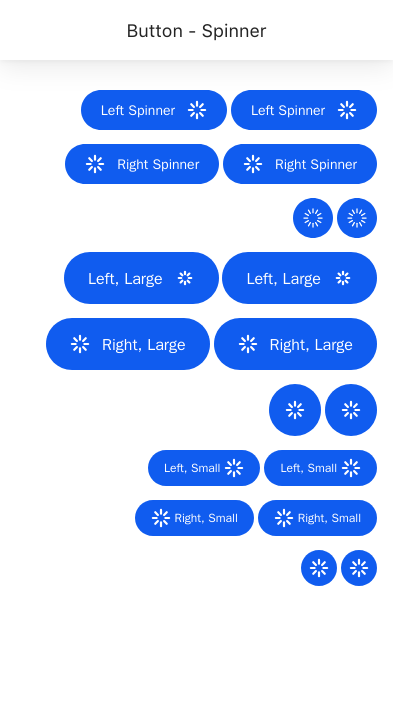 Button - Spinner
Left Spinner Left Spinner
Right Spinner Right Spinner
Left, Large Left, Large
Right, Large Right, Large
Left, Small Left, Small
Right, Small Right, Small